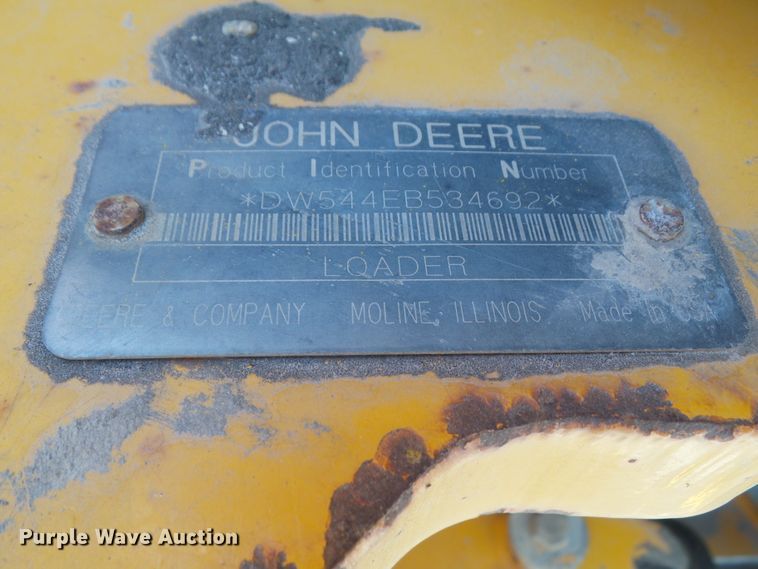 JOHN DEERE
Product Identification Number
*DW544EB534692*
LOADER
DEERE & COMPANY MOLINE, ILLINOIS Made in USA
Purple Wave Auction